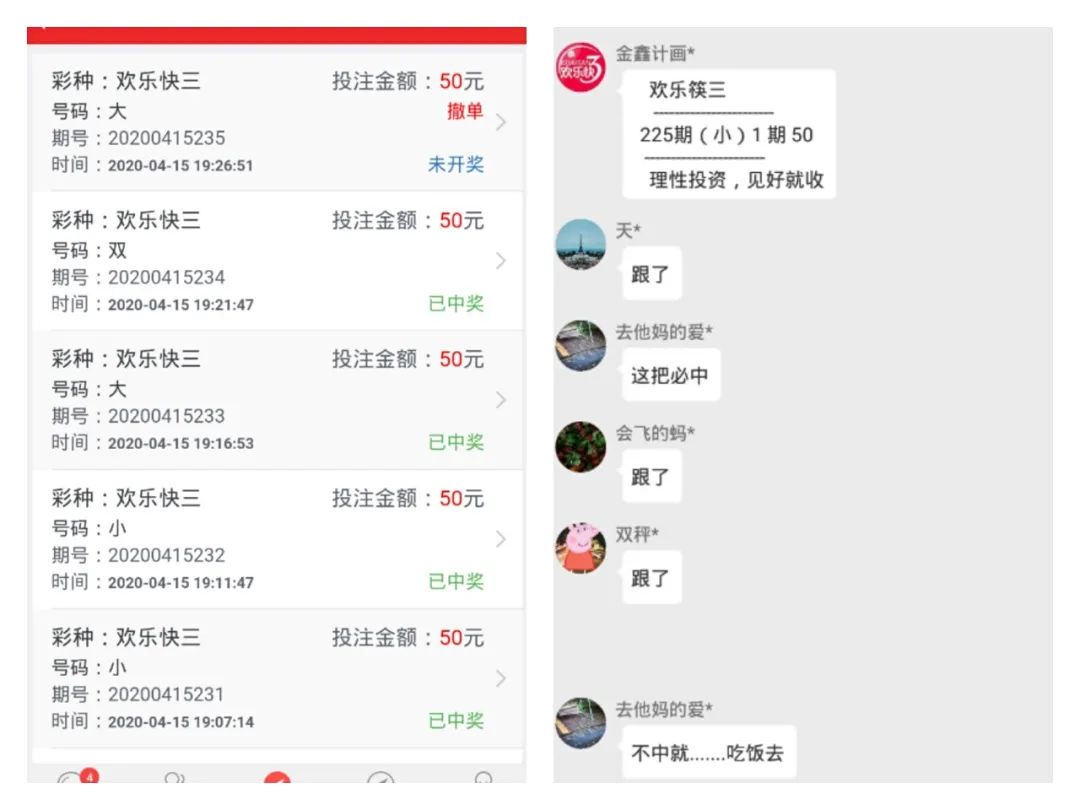 彩种：欢乐快三
投注金额：50元
号码：大
撤单
期号：20200415235
时间：2020-04-15 19:26:51
未开奖
彩种：欢乐快三
投注金额：50元
号码：双
期号：20200415234
时间：2020-04-15 19:21:47
已中奖
彩种：欢乐快三
投注金额：50元
号码：大
期号：20200415233
时间：2020-04-15 19:16:53
已中奖
彩种：欢乐快三
投注金额：50元
号码：小
期号：20200415232
时间：2020-04-15 19:11:47
已中奖
彩种：欢乐快三
投注金额：50元
号码：小
期号：20200415231
时间：2020-04-15 19:07:14
已中奖
4
欢乐快3
金鑫计画*
欢乐筷三
225期（小）1 期 50
理性投资，见好就收
天*
跟了
去他妈的爱*
这把必中
会飞的蚂*
跟了
双秤*
跟了
去他妈的爱*
不中就.......吃饭去